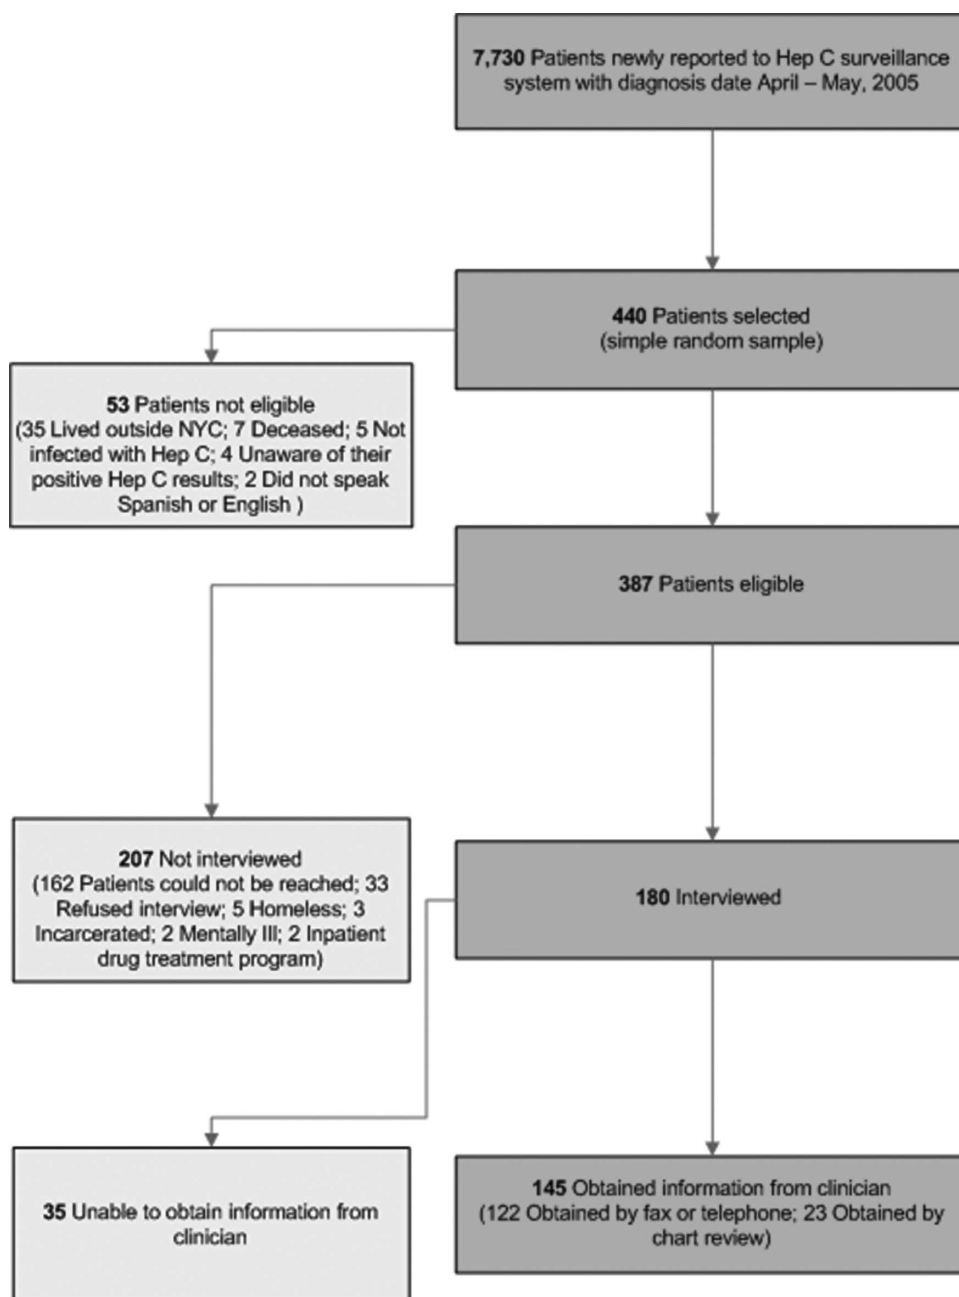 7,730 Patients newly reported to Hep C surveillance
system with diagnosis date April – May, 2005
440 Patients selected
(simple random sample)
53 Patients not eligible
(35 Lived outside NYC; 7 Deceased; 5 Not
infected with Hep C; 4 Unaware of their
positive Hep C results; 2 Did not speak
Spanish or English )
387 Patients eligible
207 Not interviewed
(162 Patients could not be reached; 33
Refused interview; 5 Homeless; 3
Incarcerated; 2 Mentally Ill; 2 Inpatient
drug treatment program)
180 Interviewed
35 Unable to obtain information from
clinician
145 Obtained information from clinician
(122 Obtained by fax or telephone; 23 Obtained by
chart review)